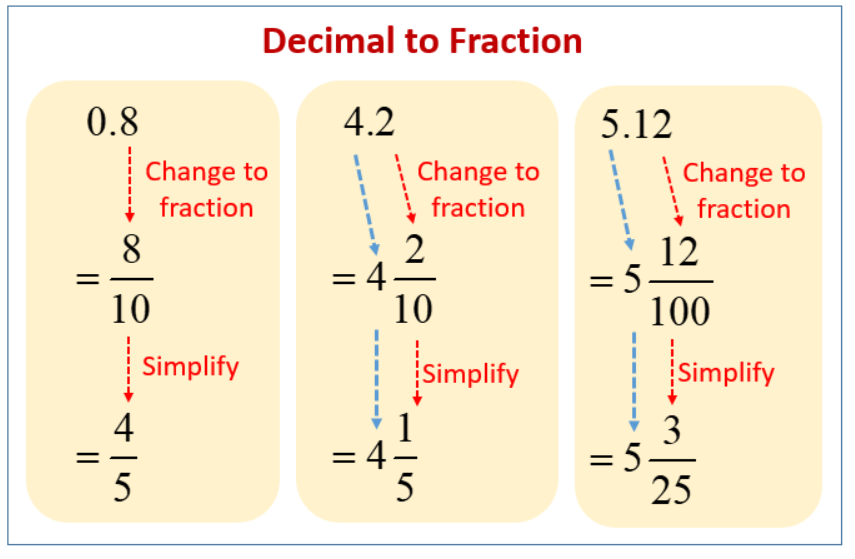 Decimal to Fraction
0.8
Change to
fraction
= 8/10
Simplify
= 4/5
4.2
Change to
fraction
= 4 2/10
Simplify
= 4 1/5
5.12
Change to
fraction
= 5 12/100
Simplify
= 5 3/25